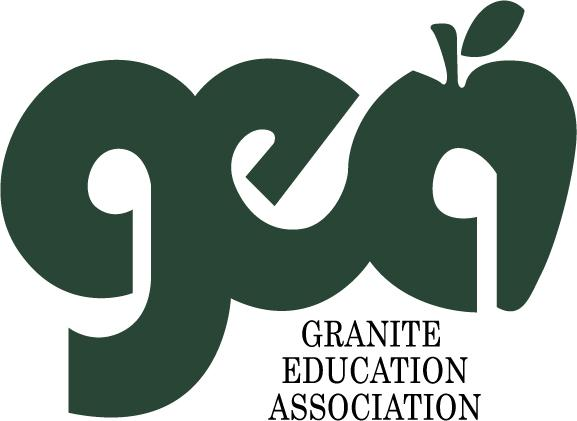 gea
GRANITE
EDUCATION
ASSOCIATION